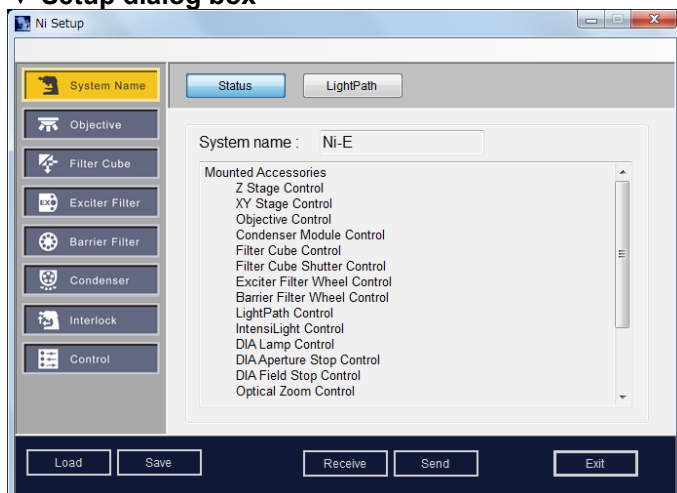 ▼ Setup dialog box
Ni Setup
System Name
Status
LightPath
Objective
System name :
Ni-E
Filter Cube
Mounted Accessories
Z Stage Control
XY Stage Control
Exciter Filter
EX
Objective Control
Condenser Module Control
Barrier Filter
Filter Cube Control
Filter Cube Shutter Control
Condenser
Exciter Filter Wheel Control
Barrier Filter Wheel Control
Interlock
LightPath Control
IntensiLight Control
Control
DIA Lamp Control
DIA Aperture Stop Control
DIA Field Stop Control
Optical Zoom Control
Load
Save
Receive
Send
Exit